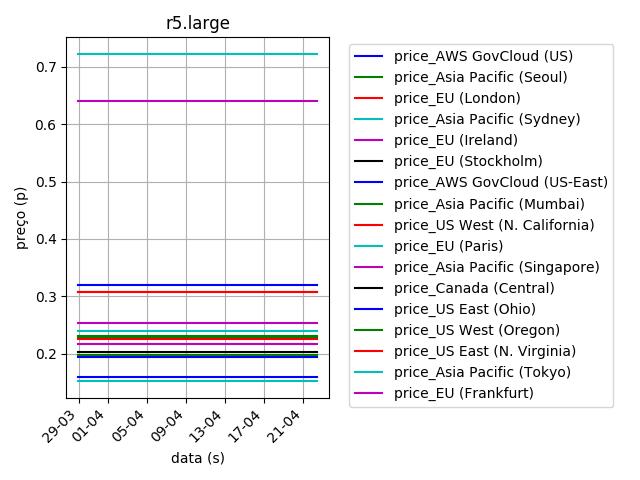 r5.large
0.7
0.6
0.5
0.4
0.3
0.2
preço (p)
29-03
01-04
05-04
09-04
13-04
17-04
21-04
data (s)
price_AWS GovCloud (US)
price_Asia Pacific (Seoul)
price_EU (London)
price_Asia Pacific (Sydney)
price_EU (Ireland)
price_EU (Stockholm)
price_AWS GovCloud (US-East)
price_Asia Pacific (Mumbai)
price_US West (N. California)
price_EU (Paris)
price_Asia Pacific (Singapore)
price_Canada (Central)
price_US East (Ohio)
price_US West (Oregon)
price_US East (N. Virginia)
price_Asia Pacific (Tokyo)
price_EU (Frankfurt)